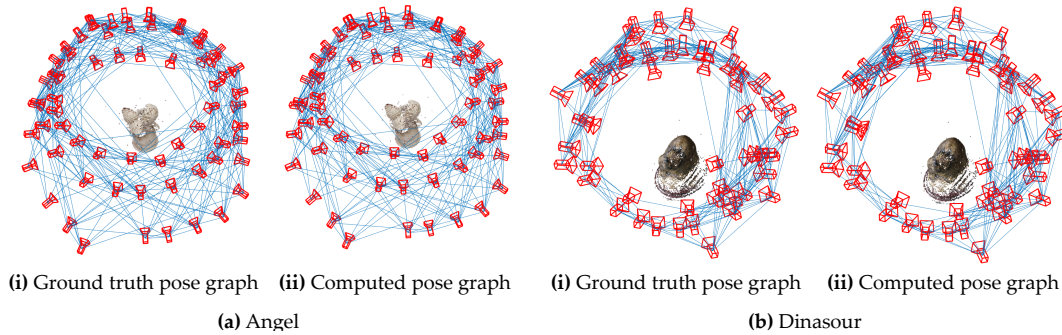 (i) Ground truth pose graph (ii) Computed pose graph (i) Ground truth pose graph (ii) Computed pose graph
(a) Angel (b) Dinasour